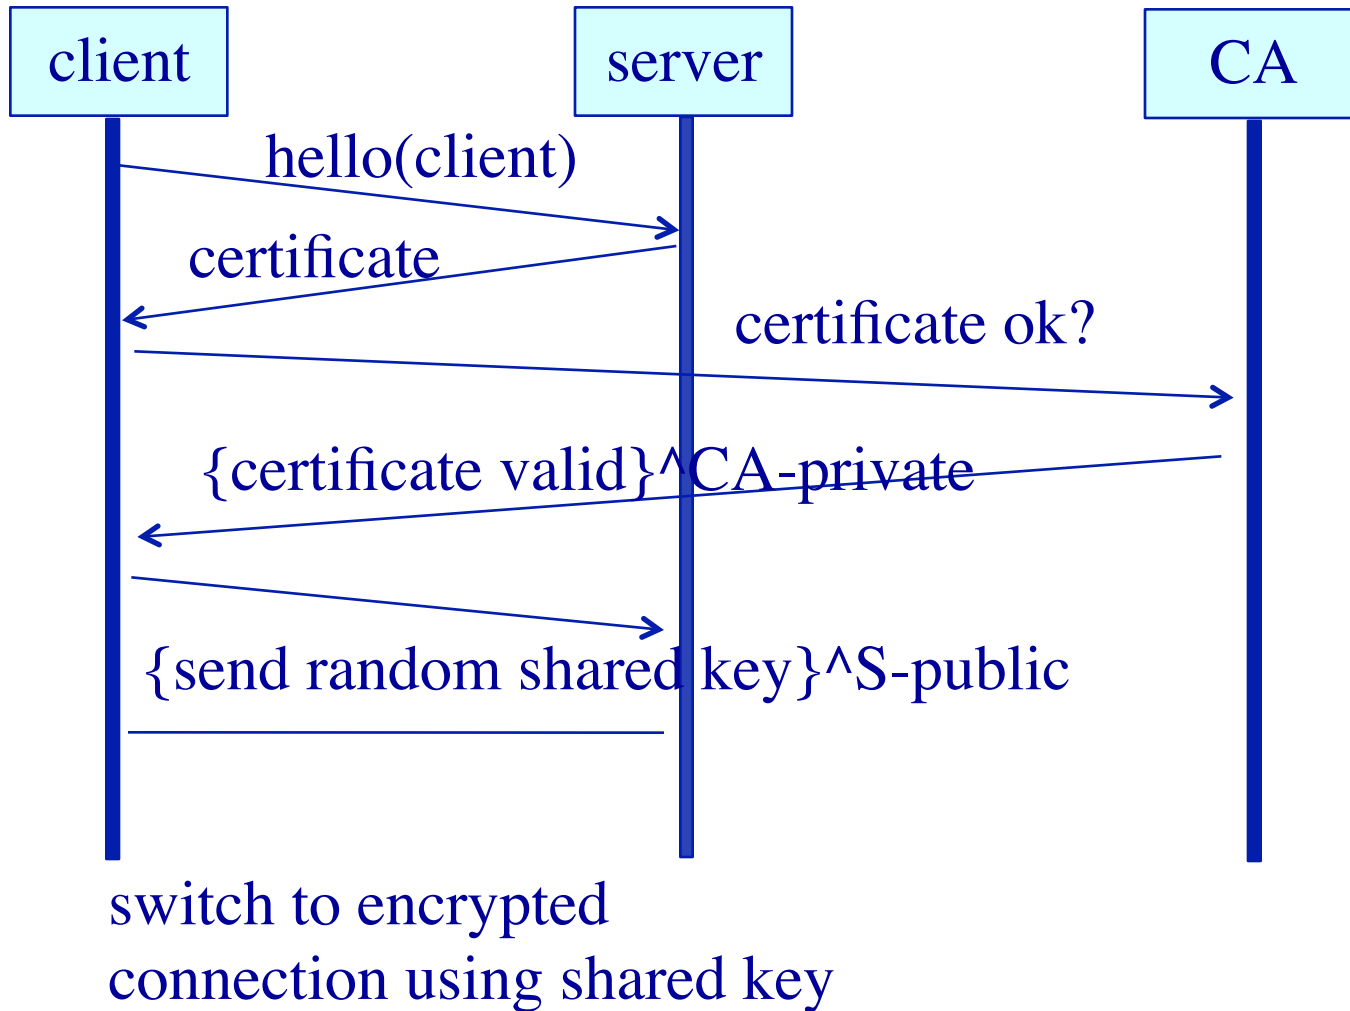 client
server
CA
hello(client)
certificate
certificate ok?
{certificate valid}^CA-private
{send random shared key}^S-public
switch to encrypted
connection using shared key